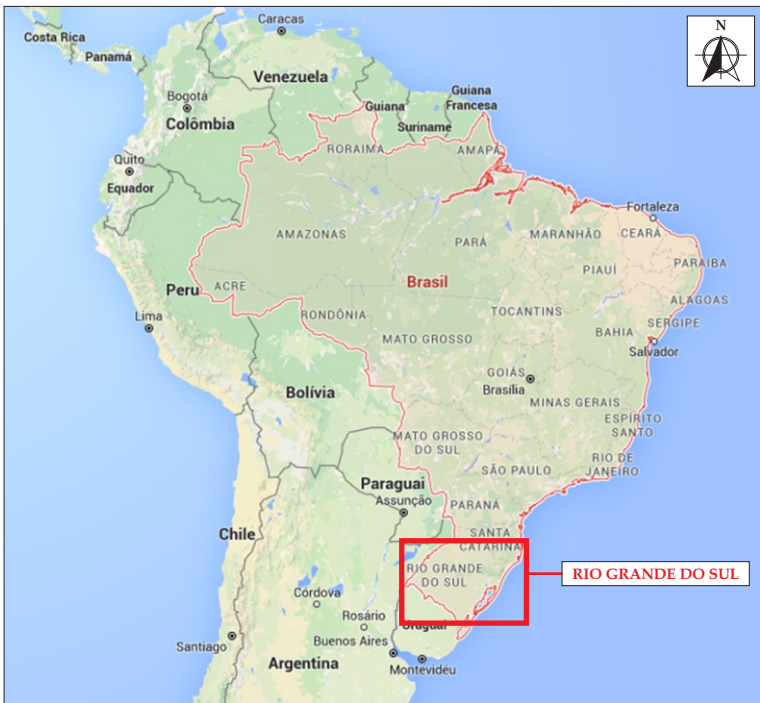 Caracas
Costa Rica
Panamá
N
Venezuela
Bogotá
Colômbia
Guiana
Guiana
Francesa
Suriname
RORAIMA
AMAPÁ
Quito
Equador
Fortaleza
AMAZONAS
PARÁ
MARANHÃO
CEARÁ
PIAUÍ
PARAÍBA
Peru
ACRE
Brasil
ALAGOAS
Lima
RONDÔNIA
TOCANTINS
SERGIPE
BAHIA
MATO GROSSO
Salvador
GOIÁS
Brasília
Bolívia
MINAS GERAIS
ESPÍRITO
SANTO
MATO GROSSO
DO SUL
RIO DE
JANEIRO
SÃO PAULO
Paraguai
Assunção
PARANÁ
Chile
SANTA
CATARINA
RIO GRANDE
DO SUL
RIO GRANDE DO SUL
Córdova
Rosário
Uruguai
Santiago
Buenos Aires
Argentina
Montevidéu